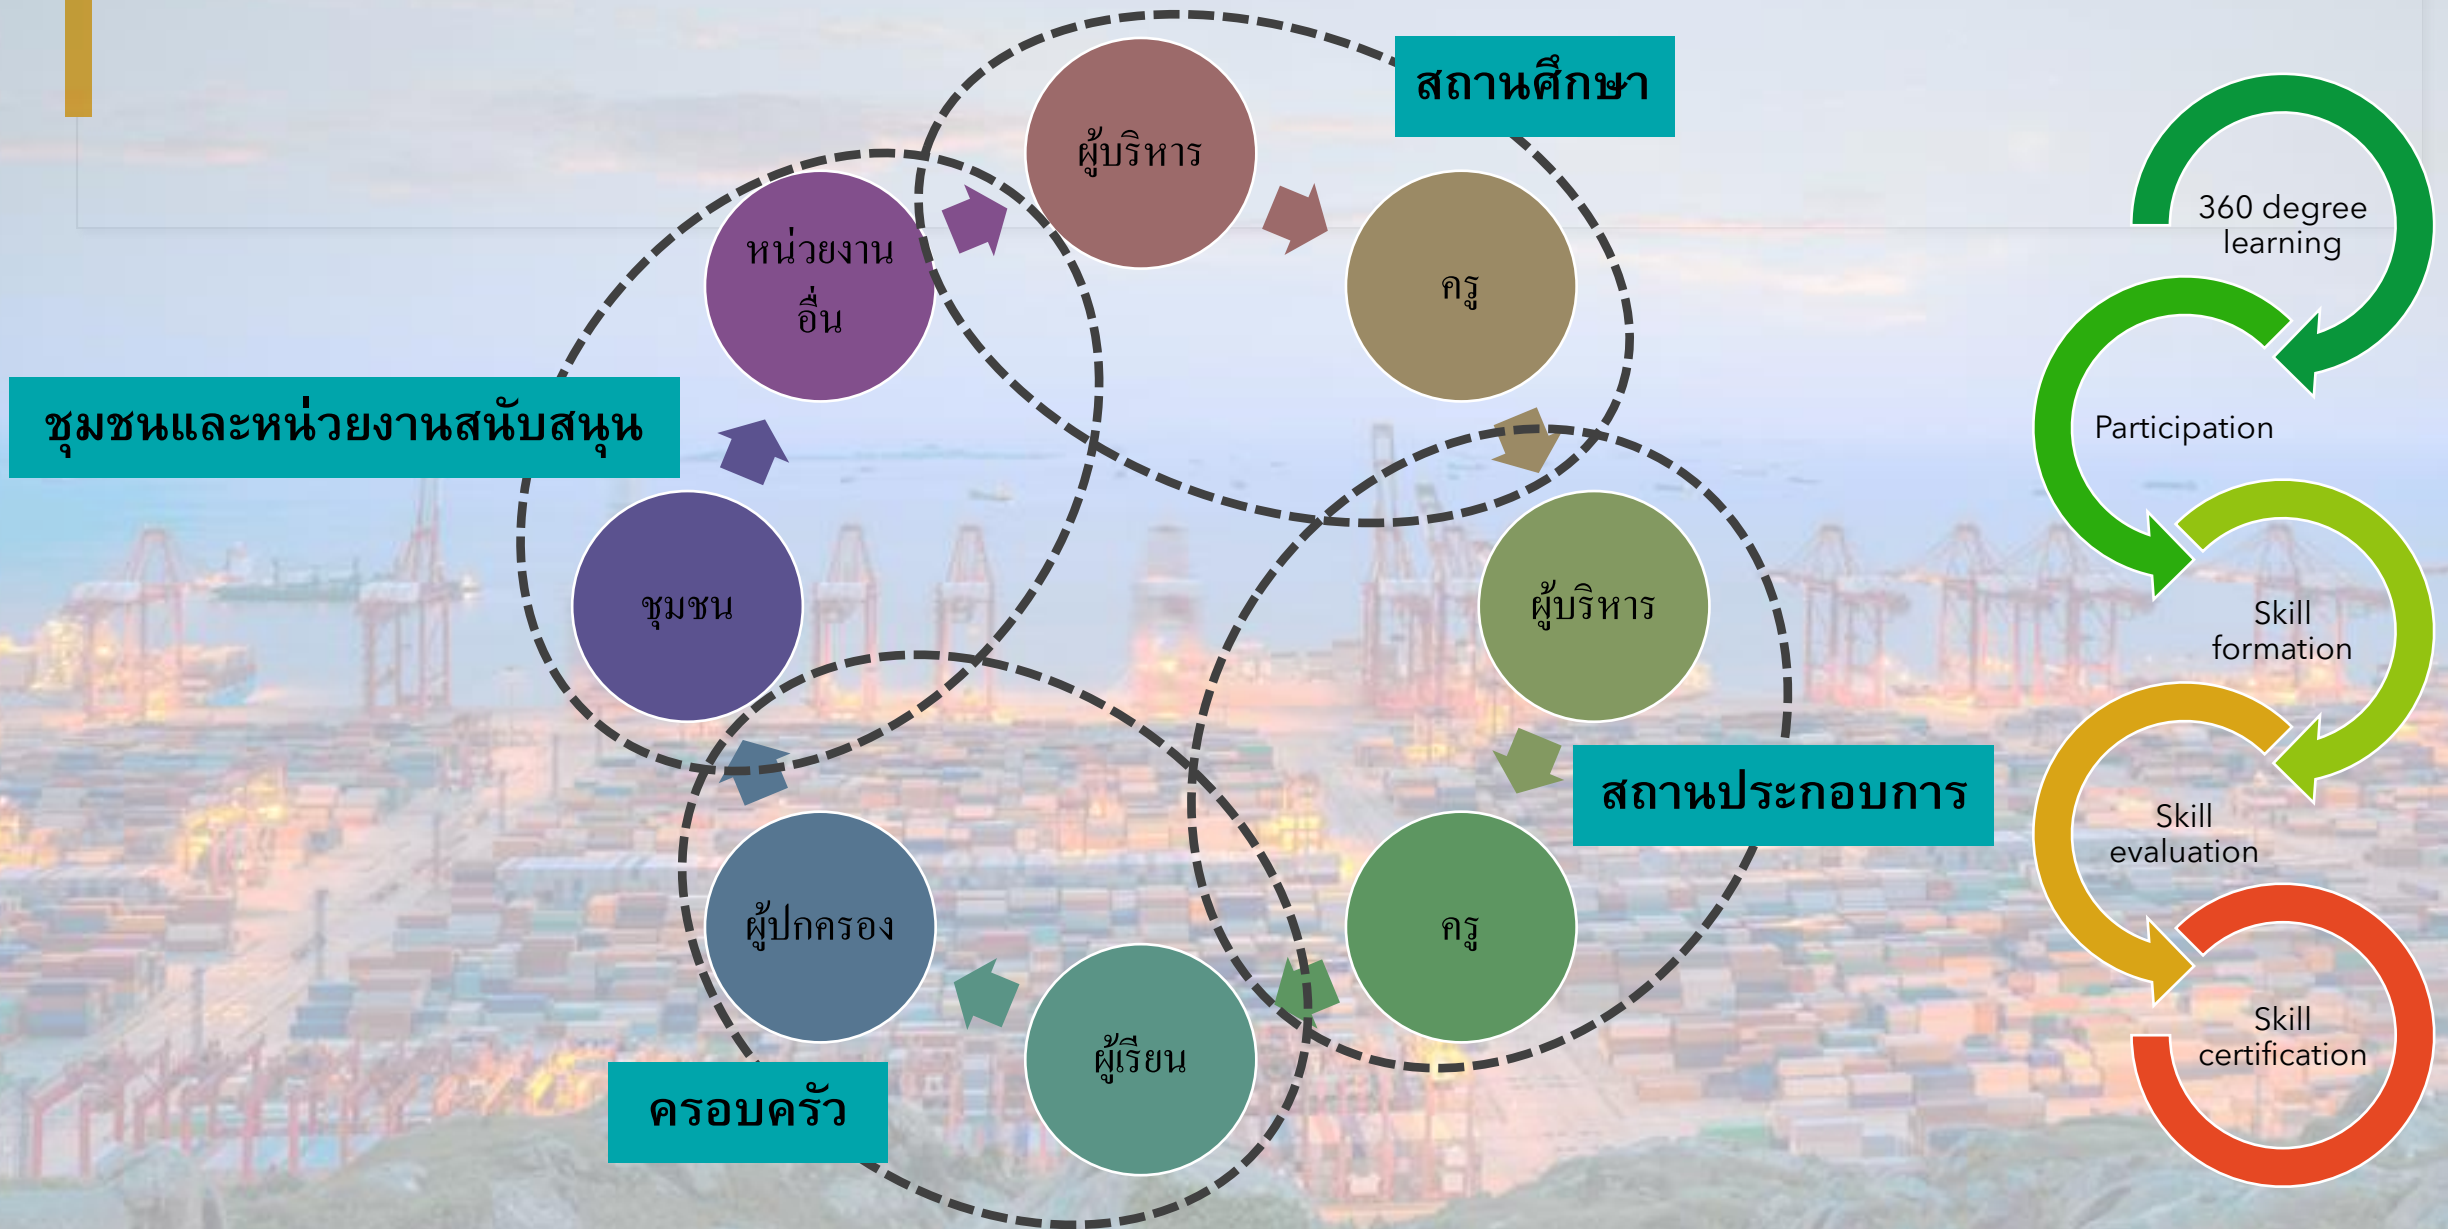 สถานศึกษา
ผู้บริหาร
ครู
ผู้บริหาร
สถานประกอบการ
ครู
ผู้เรียน
ครอบครัว
ผู้ปกครอง
ชุมชน
ชุมชนและหน่วยงานสนับสนุน
หน่วยงาน
อื่น
360 degree
learning
Participation
Skill
formation
Skill
evaluation
Skill
certification